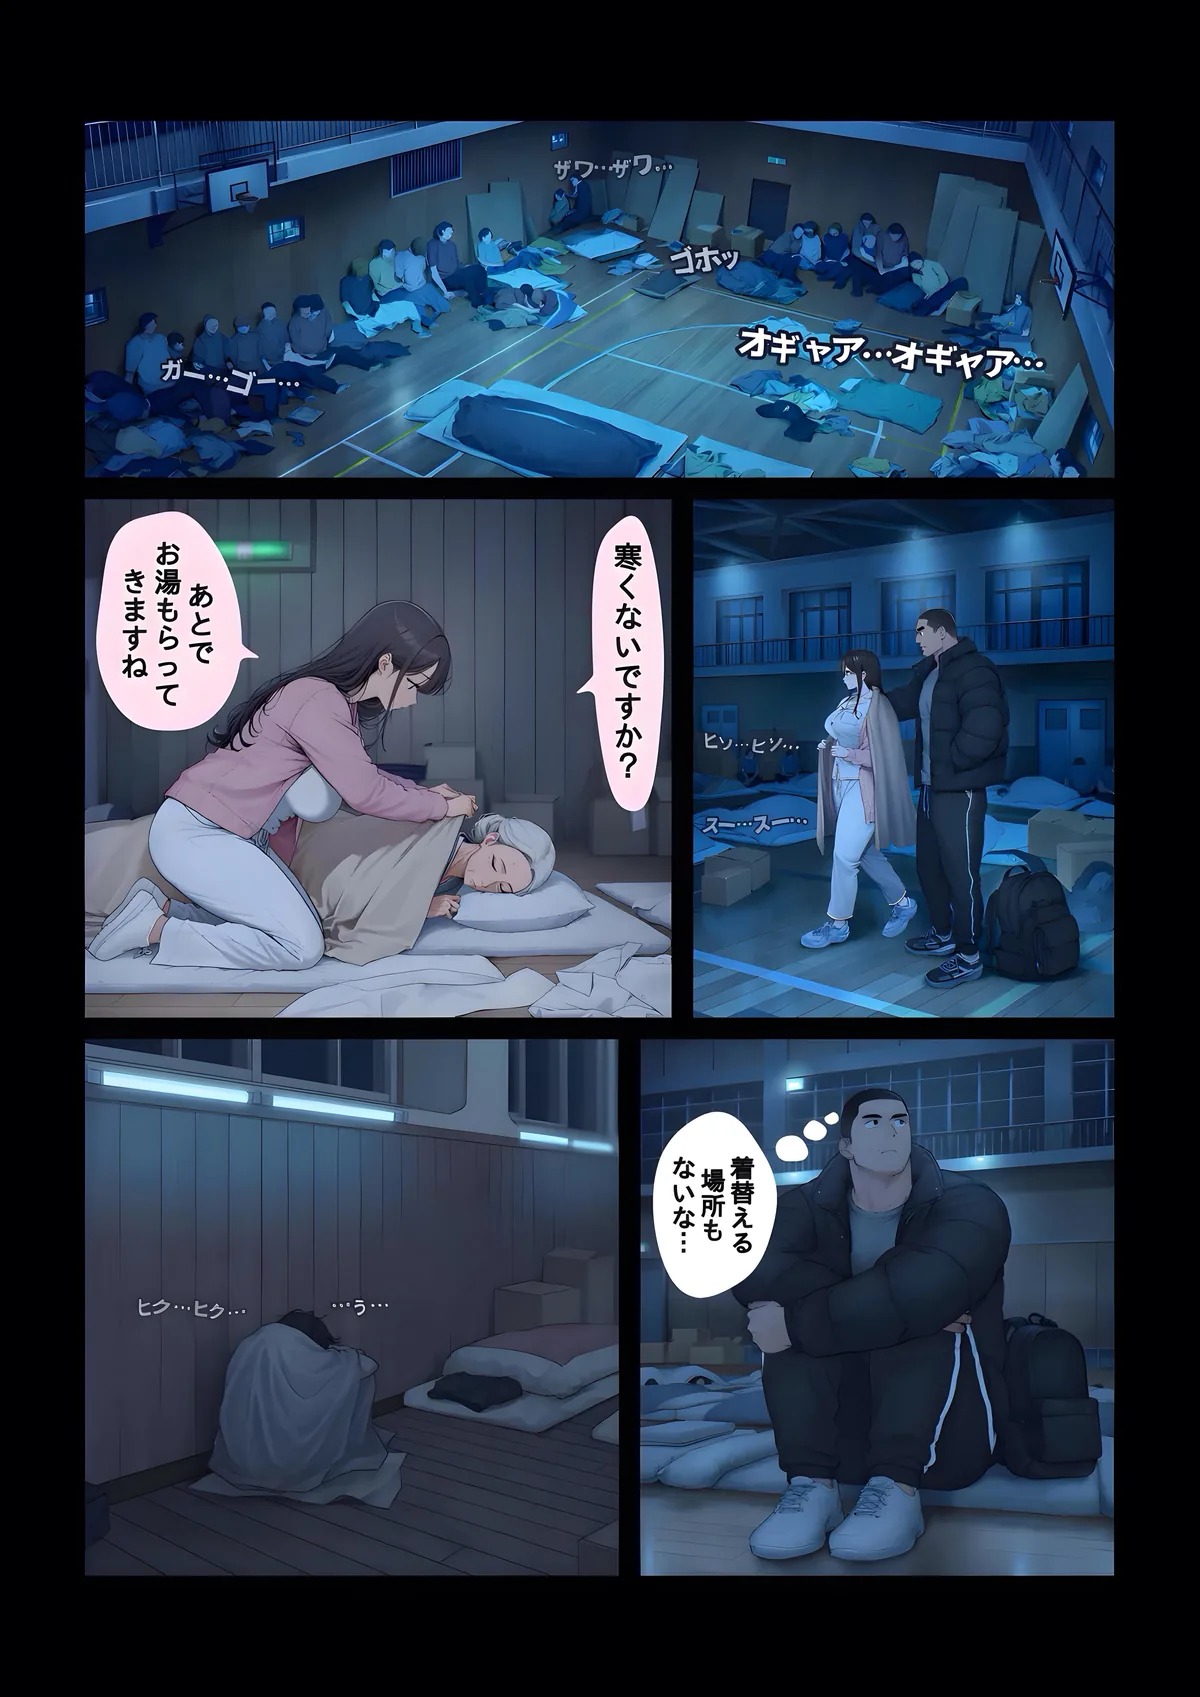 ザワ…ザワ…
ゴホッ
オギャア…オギャア…
ガー…ゴー…
寒くないですか?
あとで
お湯もらって
きますね
ヒソ…ヒソ…
スー…スー…
着替える
場所も
ないな…
…う…
ヒク…ヒク…